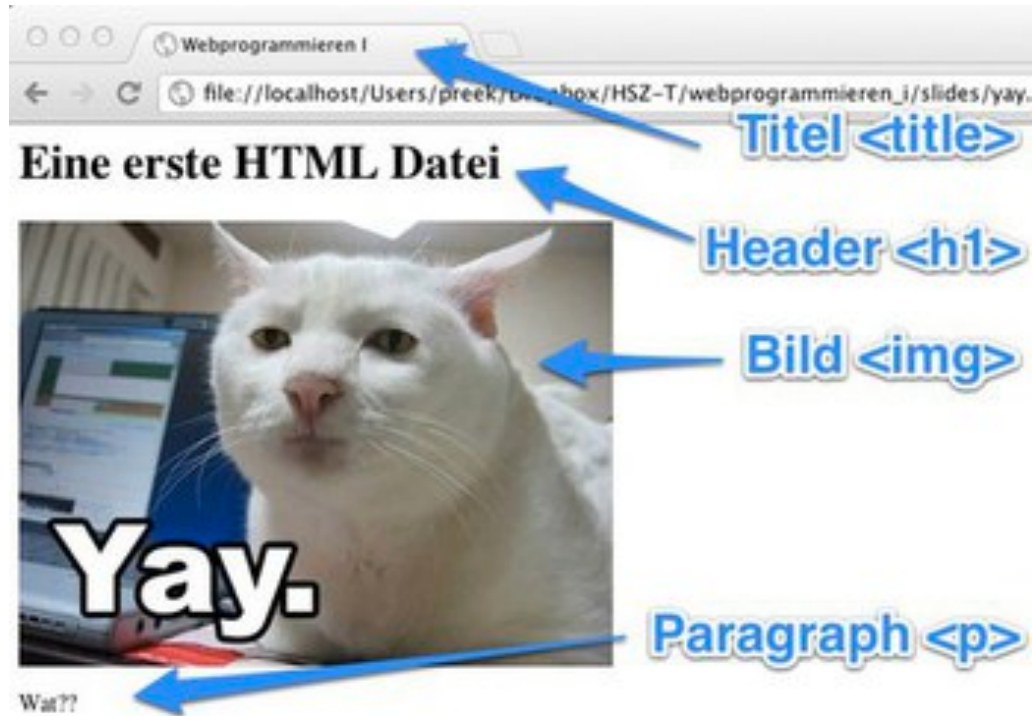 Webprogrammieren I
file://localhost/Users/preek/Dropbox/HSZ-T/webprogrammieren_i/slides/yay.
Titel <title>
Eine erste HTML Datei
Header <h1>
Bild <img>
Yay.
Paragraph <p>
Wat??